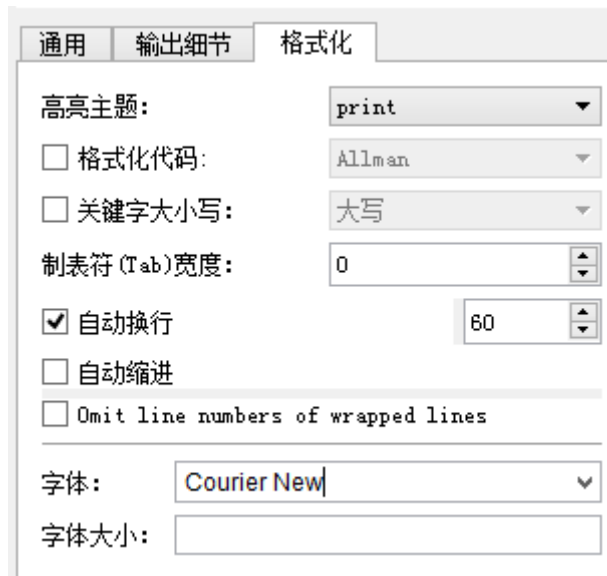 通用 输出细节 格式化
高亮主题: print
格式化代码: Allman
关键字大小写: 大写
制表符(Tab)宽度: 0
自动换行 60
自动缩进
Omit line numbers of wrapped lines
字体: Courier New
字体大小: